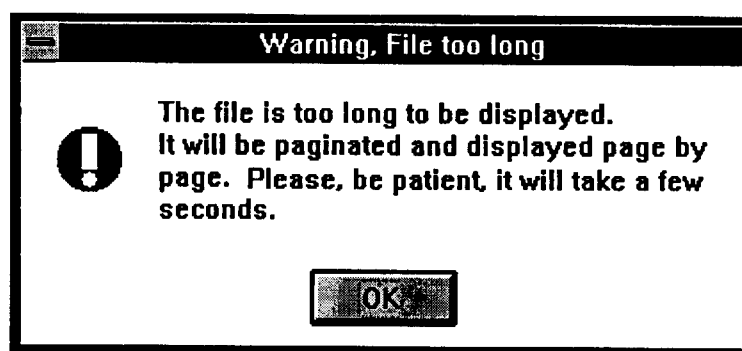 Warning, File too long
The file is too long to be displayed.
It will be paginated and displayed page by
page. Please, be patient, it will take a few
seconds.
OK